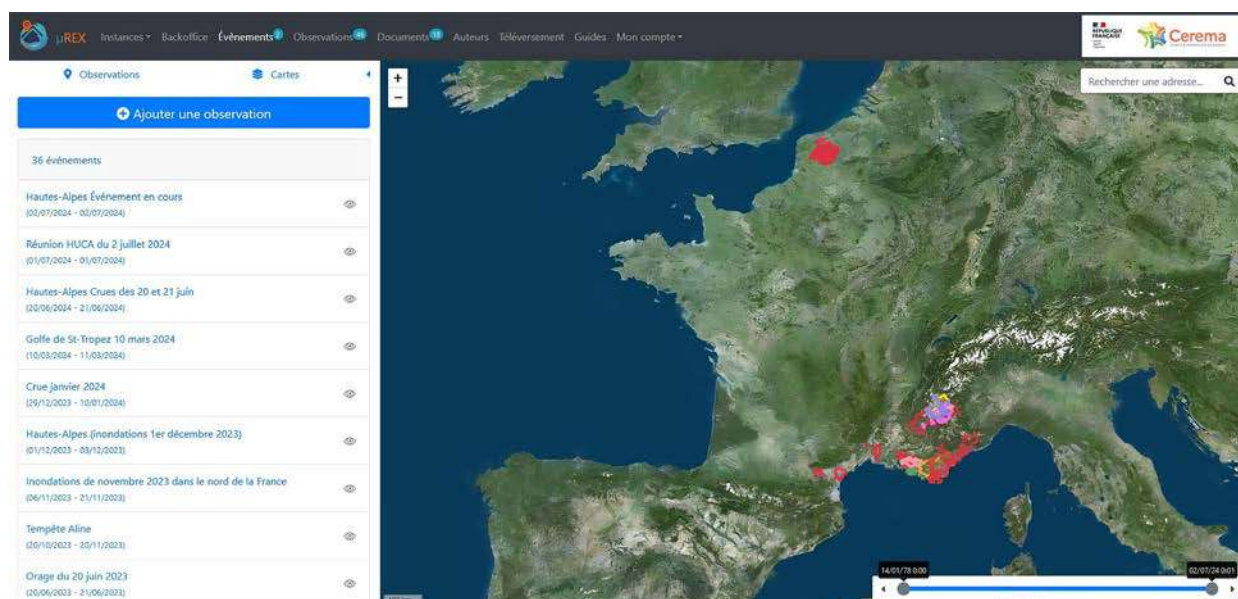 μREX Instances Backoffice Événements 2 Observations 46 Documents 15 Auteurs Téléversement Guides Mon compte
RÉPUBLIQUE
FRANÇAISE
Cerema
Observations Cartes
Rechercher une adresse...
+
−
Ajouter une observation
36 événements
Hautes-Alpes Événement en cours
(02/07/2024 - 02/07/2024)
Réunion HUCA du 2 juillet 2024
(01/07/2024 - 01/07/2024)
Hautes-Alpes Crues des 20 et 21 juin
(20/06/2024 - 21/06/2024)
Golfe de St-Tropez 10 mars 2024
(10/03/2024 - 11/03/2024)
Crue janvier 2024
(29/12/2023 - 10/01/2024)
Hautes-Alpes (inondations 1er décembre 2023)
(01/12/2023 - 03/12/2023)
Inondations de novembre 2023 dans le nord de la France
(06/11/2023 - 21/11/2023)
Tempête Aline
(20/10/2023 - 20/11/2023)
Orage du 20 juin 2023
(20/06/2023 - 21/06/2023)
14/01/78 0:00
02/07/24 0:01